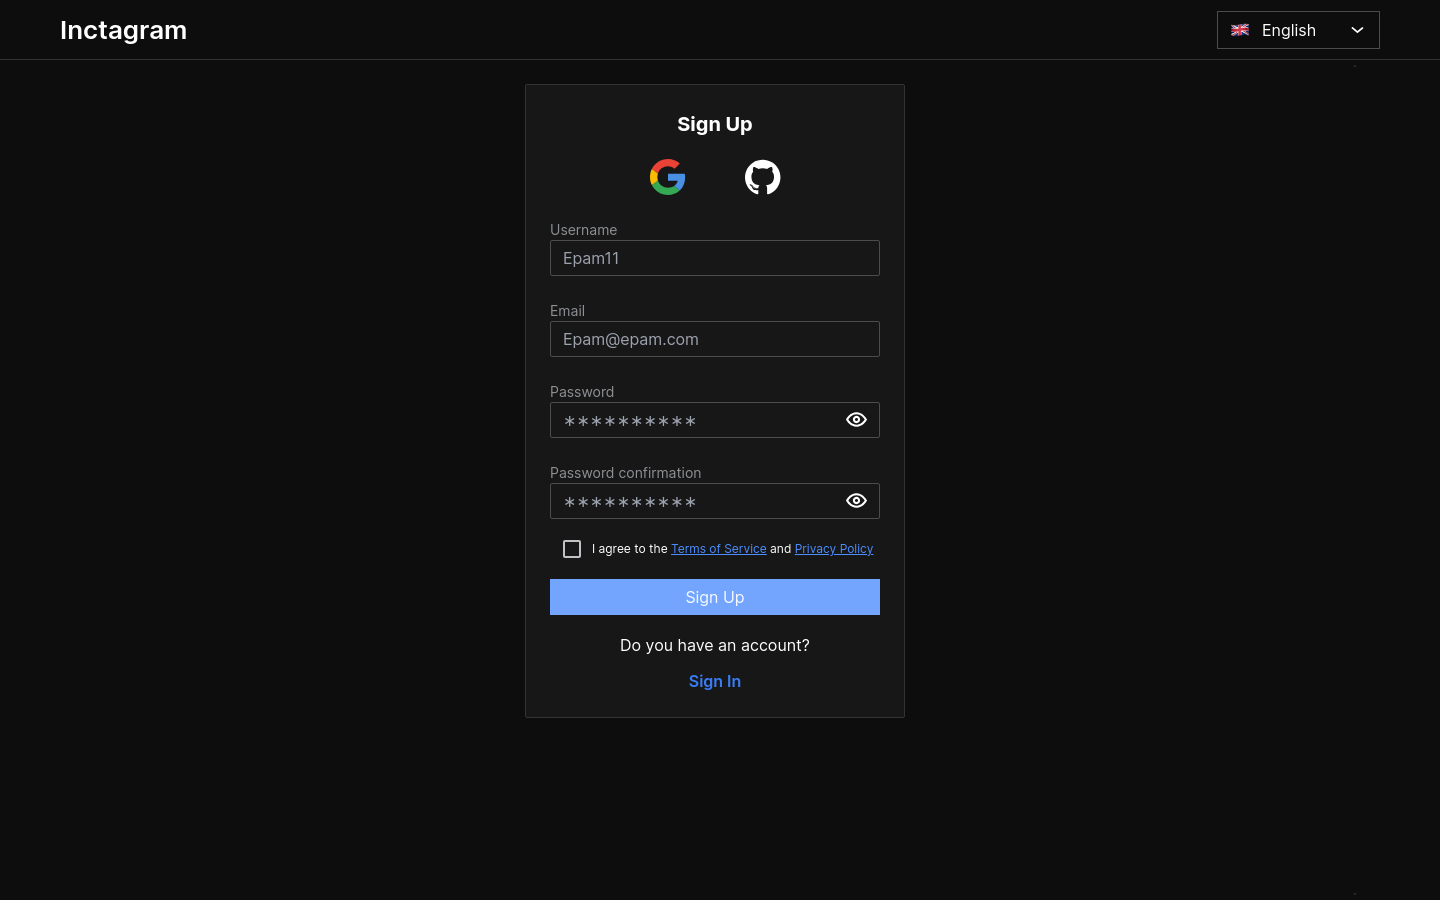 Inctagram
English
Sign Up
Username
Epam11
Email
Epam@epam.com
Password
**********
Password confirmation
**********
I agree to the Terms of Service and Privacy Policy
Sign Up
Do you have an account?
Sign In